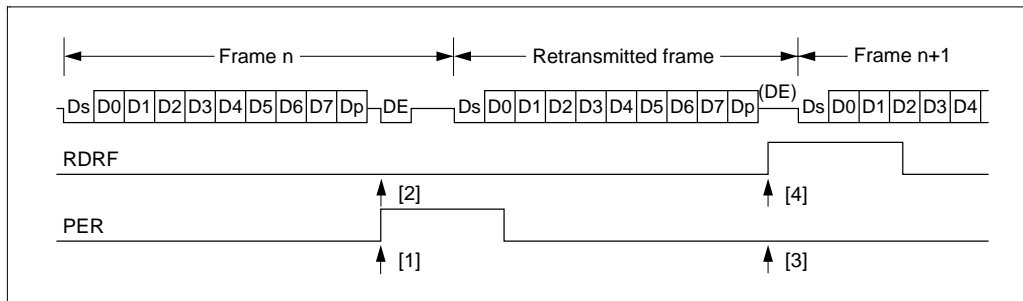 Frame n Retransmitted frame Frame n+1
Ds D0 D1 D2 D3 D4 D5 D6 D7 Dp DE Ds D0 D1 D2 D3 D4 D5 D6 D7 Dp (DE) Ds D0 D1 D2 D3 D4
RDRF
[2] [4]
PER
[1] [3]